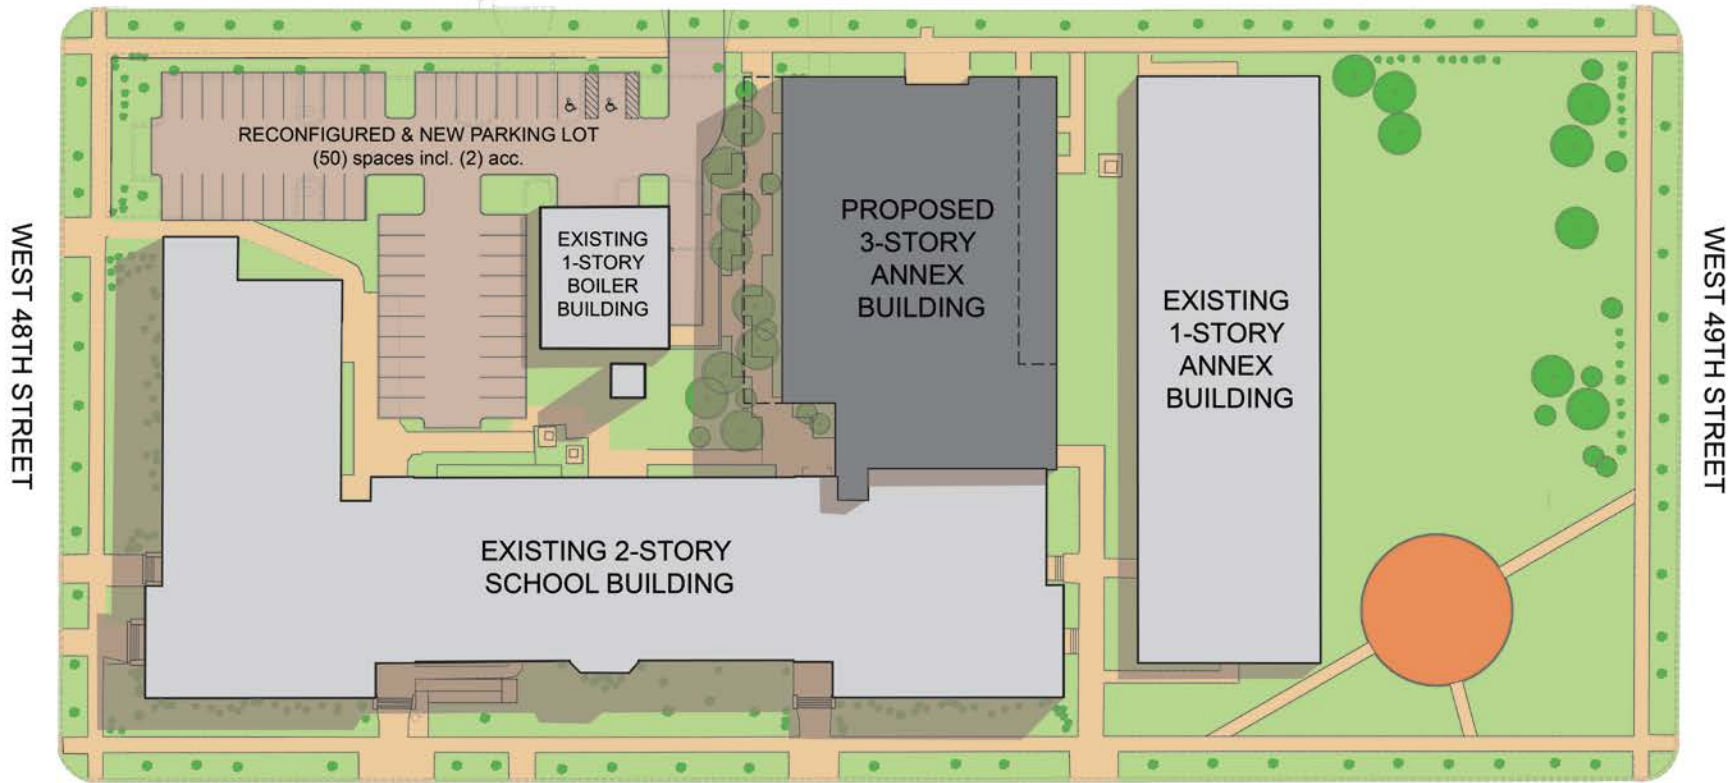 RECONFIGURED & NEW PARKING LOT
(50) spaces incl. (2) acc.
WEST 48TH STREET
EXISTING
1-STORY
BOILER
BUILDING
PROPOSED
3-STORY
ANNEX
BUILDING
EXISTING
1-STORY
ANNEX
BUILDING
WEST 49TH STREET
EXISTING 2-STORY
SCHOOL BUILDING